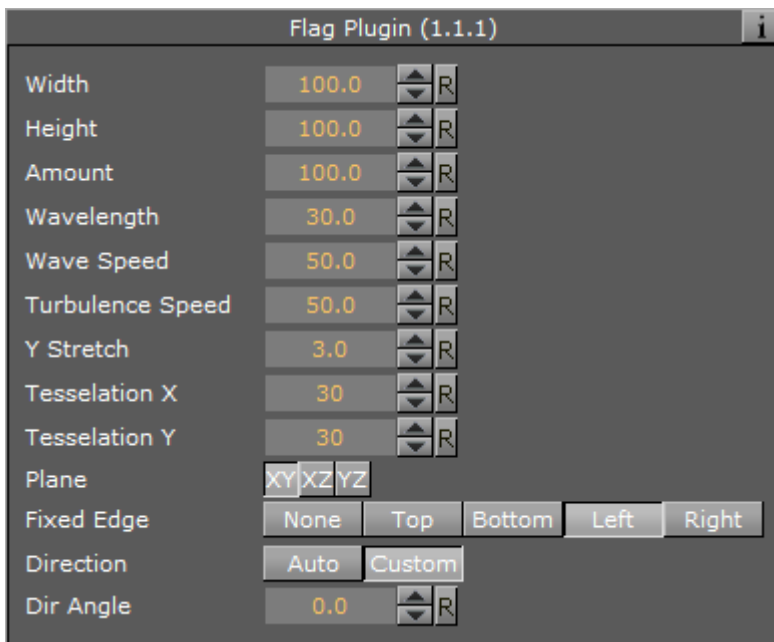 Flag Plugin (1.1.1) i
Width 100.0 R
Height 100.0 R
Amount 100.0 R
Wavelength 30.0 R
Wave Speed 50.0 R
Turbulence Speed 50.0 R
Y Stretch 3.0 R
Tesselation X 30 R
Tesselation Y 30 R
Plane XY XZ YZ
Fixed Edge None Top Bottom Left Right
Direction Auto Custom
Dir Angle 0.0 R